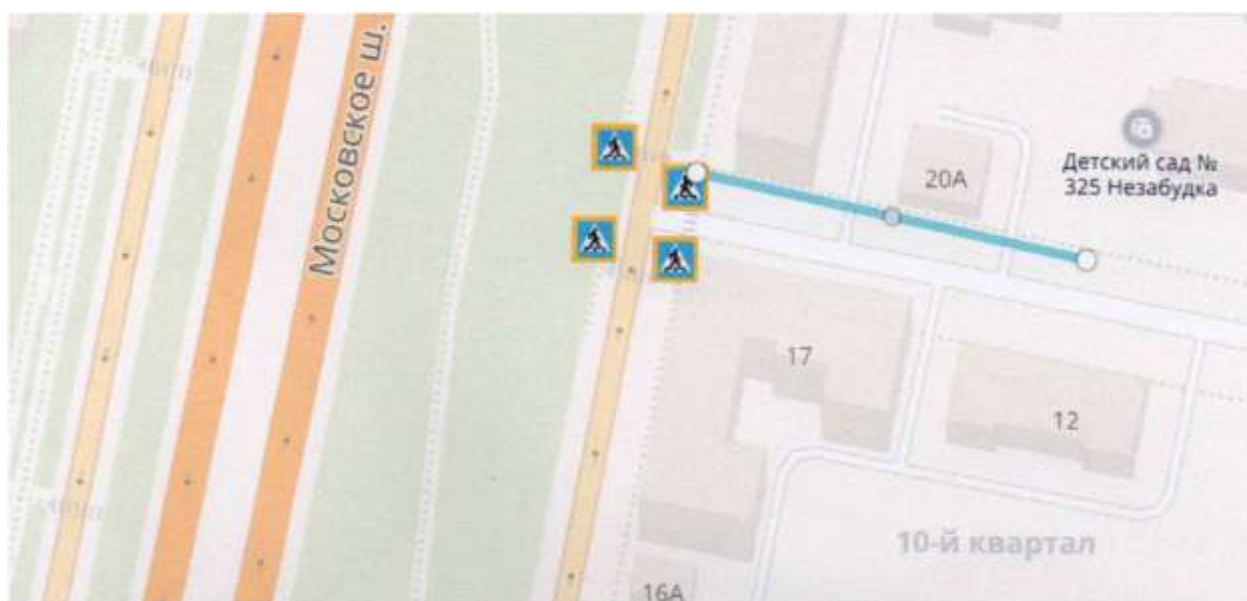 Московское ш.
20А
Детский сад №
325 Незабудка
17
12
10-й квартал
16А